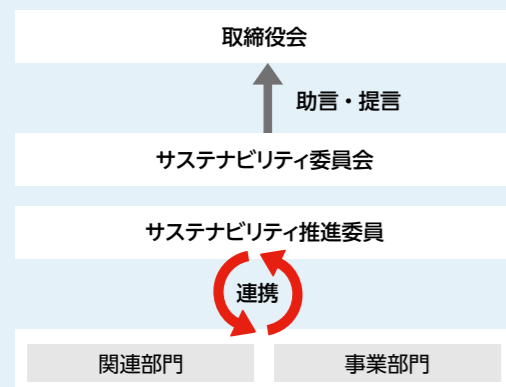 取締役会
助言・提言
サステナビリティ委員会
サステナビリティ推進委員
連携
関連部門
事業部門